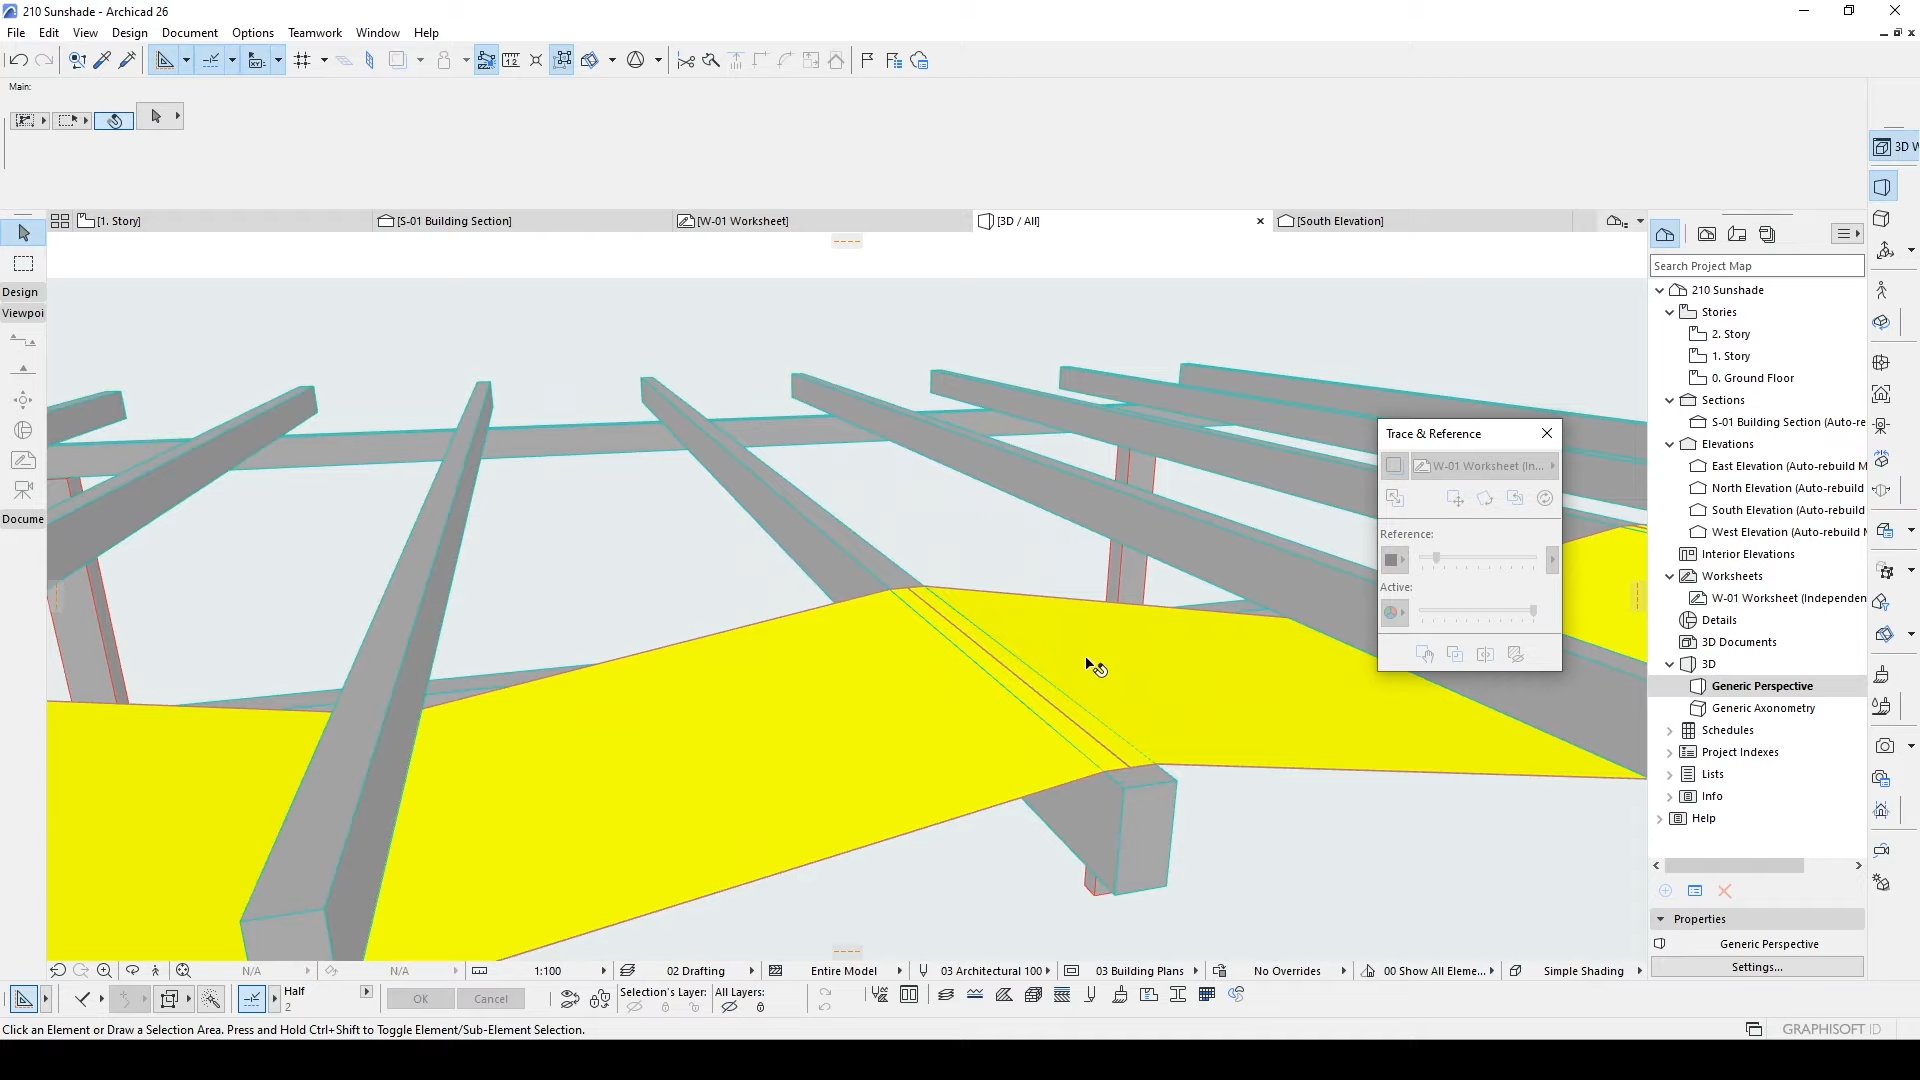 210 Sunshade - Archicad 26
File Edit View Design Document Options Teamwork Window Help
Main:
[1. Story]
[S-01 Building Section]
[W-01 Worksheet]
[3D / All]
[South Elevation]
3D W
Design
Viewpoi
Docume
Search Project Map
210 Sunshade
Stories
2. Story
1. Story
0. Ground Floor
Sections
S-01 Building Section (Auto-re
Elevations
East Elevation (Auto-rebuild M
North Elevation (Auto-rebuild
South Elevation (Auto-rebuild
West Elevation (Auto-rebuild M
Interior Elevations
Worksheets
W-01 Worksheet (Independen
Details
3D Documents
3D
Generic Perspective
Generic Axonometry
Schedules
Project Indexes
Lists
Info
Help
Properties
Generic Perspective
Settings...
Trace & Reference
W-01 Worksheet (In...
Reference:
Active:
N/A
N/A
1:100
02 Drafting
Entire Model
03 Architectural 100
03 Building Plans
No Overrides
00 Show All Eleme...
Simple Shading
Half
2
OK
Cancel
Selection's Layer:
All Layers:
Click an Element or Draw a Selection Area. Press and Hold Ctrl+Shift to Toggle Element/Sub-Element Selection.
GRAPHISOFT ID